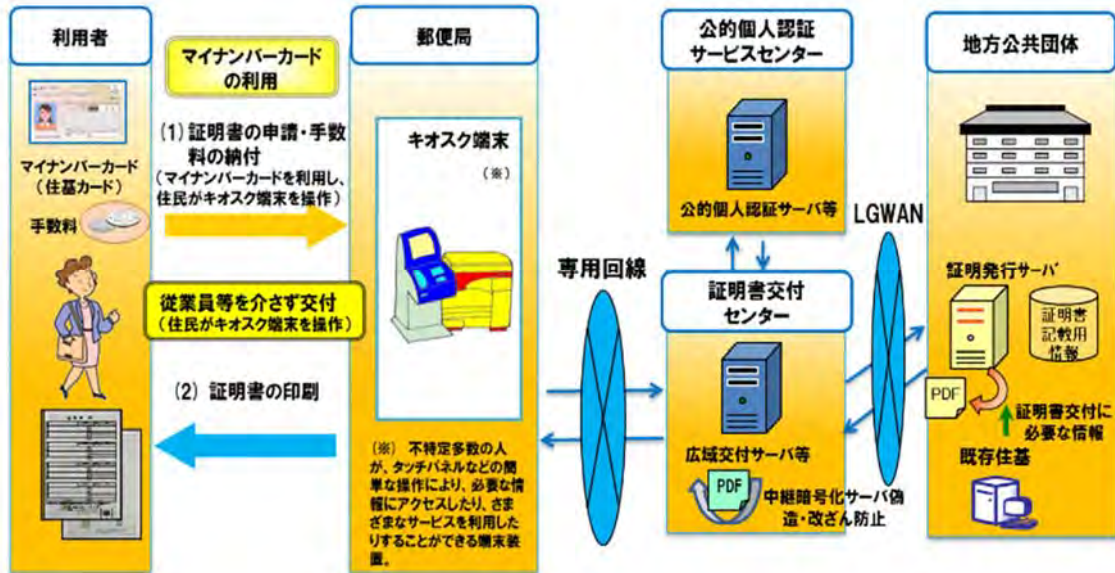 利用者
マイナンバーカード
(住基カード)
手数料
マイナンバーカード
の利用
(1)証明書の申請・手数
料の納付
(マイナンバーカードを利用し、
住民がキオスク端末を操作)
従業員等を介さず交付
(住民がキオスク端末を操作)
(2) 証明書の印刷
郵便局
キオスク端末
(※)
(※) 不特定多数の人
が、タッチパネルなどの簡
単な操作により、必要な情
報にアクセスしたり、さま
ざまなサービスを利用した
りすることができる端末装
置。
専用回線
公的個人認証
サービスセンター
公的個人認証サーバ等
証明書交付
センター
広域交付サーバ等
PDF
中継暗号化サーバ偽
造・改ざん防止
LGWAN
地方公共団体
証明発行サーバ
証明書
記載用
情報
PDF
証明書交付に
必要な情報
既存住基